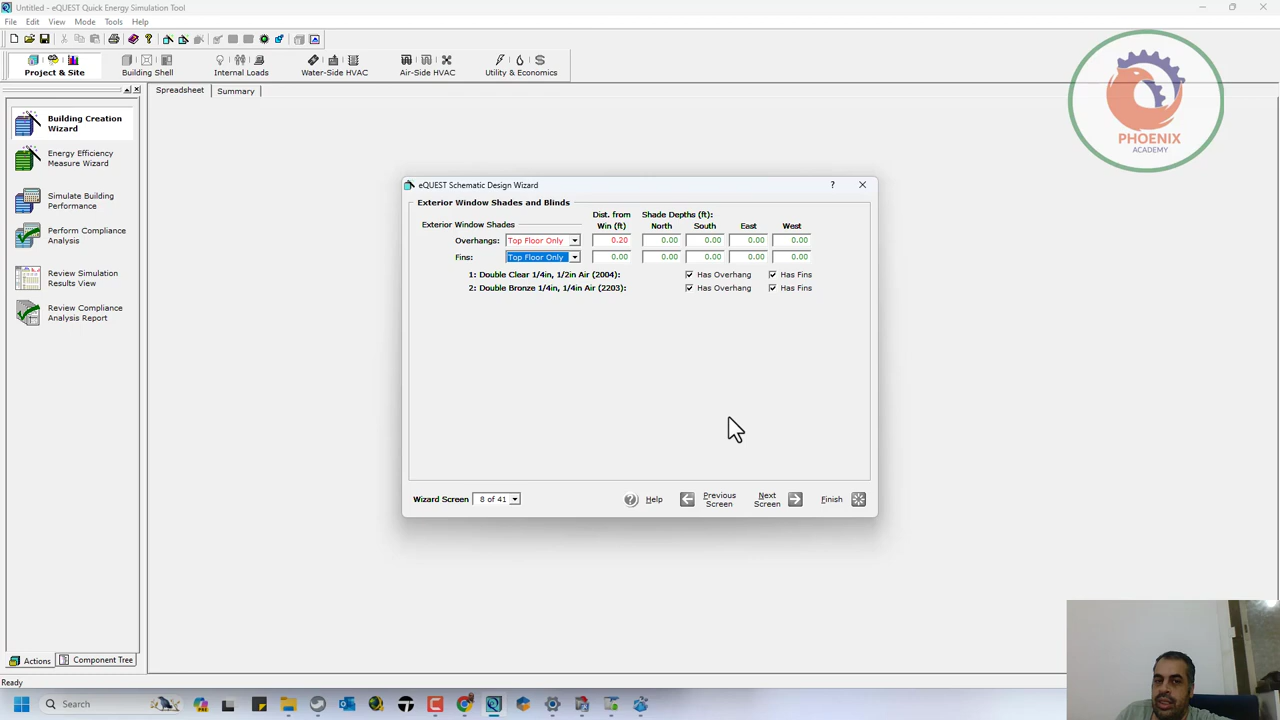 Untitled - eQUEST Quick Energy Simulation Tool
File Edit View Mode Tools Help
Project & Site Building Shell Internal Loads Water-Side HVAC Air-Side HVAC Utility & Economics
Spreadsheet Summary
Building Creation
Wizard
Energy Efficiency
Measure Wizard
Simulate Building
Performance
Perform Compliance
Analysis
Review Simulation
Results View
Review Compliance
Analysis Report
PHOENIX
ACADEMY
eQUEST Schematic Design Wizard ?
Exterior Window Shades and Blinds
Dist. from Shade Depths (ft):
Exterior Window Shades Win (ft) North South East West
Overhangs: Top Floor Only 0.20 0.00 0.00 0.00 0.00
Fins: Top Floor Only 0.00 0.00 0.00 0.00 0.00
1: Double Clear 1/4in, 1/2in Air (2004): Has Overhang Has Fins
2: Double Bronze 1/4in, 1/4in Air (2203): Has Overhang Has Fins
Wizard Screen 8 of 41 ? Help Previous Screen Next Screen Finish
Actions Component Tree
Ready
Search